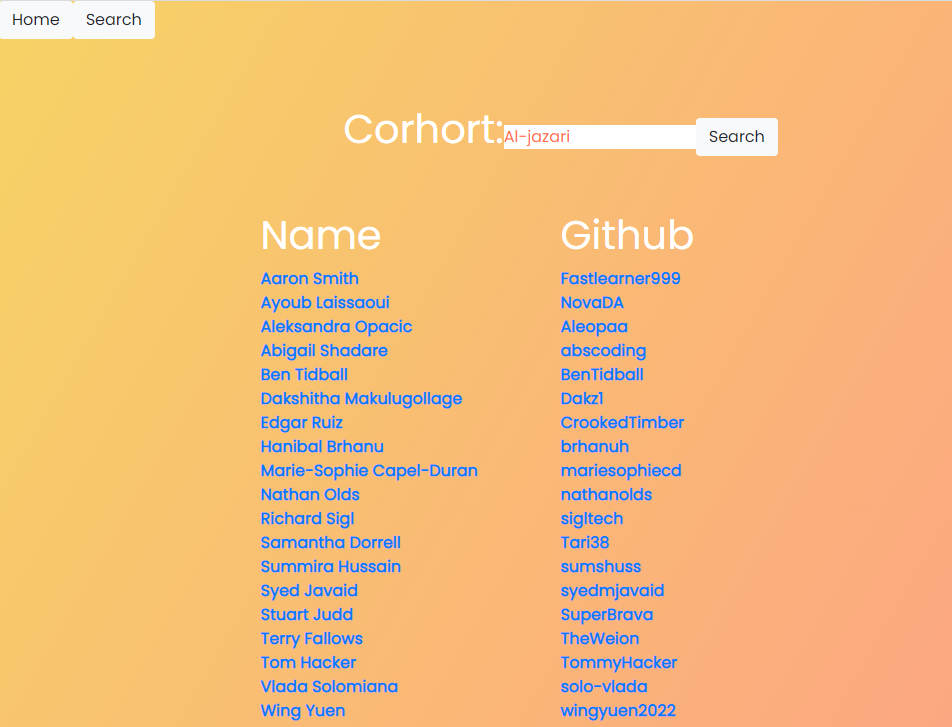 Home Search
Corhort: Al-jazari Search
Name Github
Aaron Smith Fastlearner999
Ayoub Laissaoui NovaDA
Aleksandra Opacic Aleopaa
Abigail Shadare abscoding
Ben Tidball BenTidball
Dakshitha Makulugollage Dakz1
Edgar Ruiz CrookedTimber
Hanibal Brhanu brhanuh
Marie-Sophie Capel-Duran mariesophiecd
Nathan Olds nathanolds
Richard Sigl sigltech
Samantha Dorrell Tari38
Summira Hussain sumshuss
Syed Javaid syedmjavaid
Stuart Judd SuperBrava
Terry Fallows TheWeion
Tom Hacker TommyHacker
Vlada Solomiana solo-vlada
Wing Yuen wingyuen2022